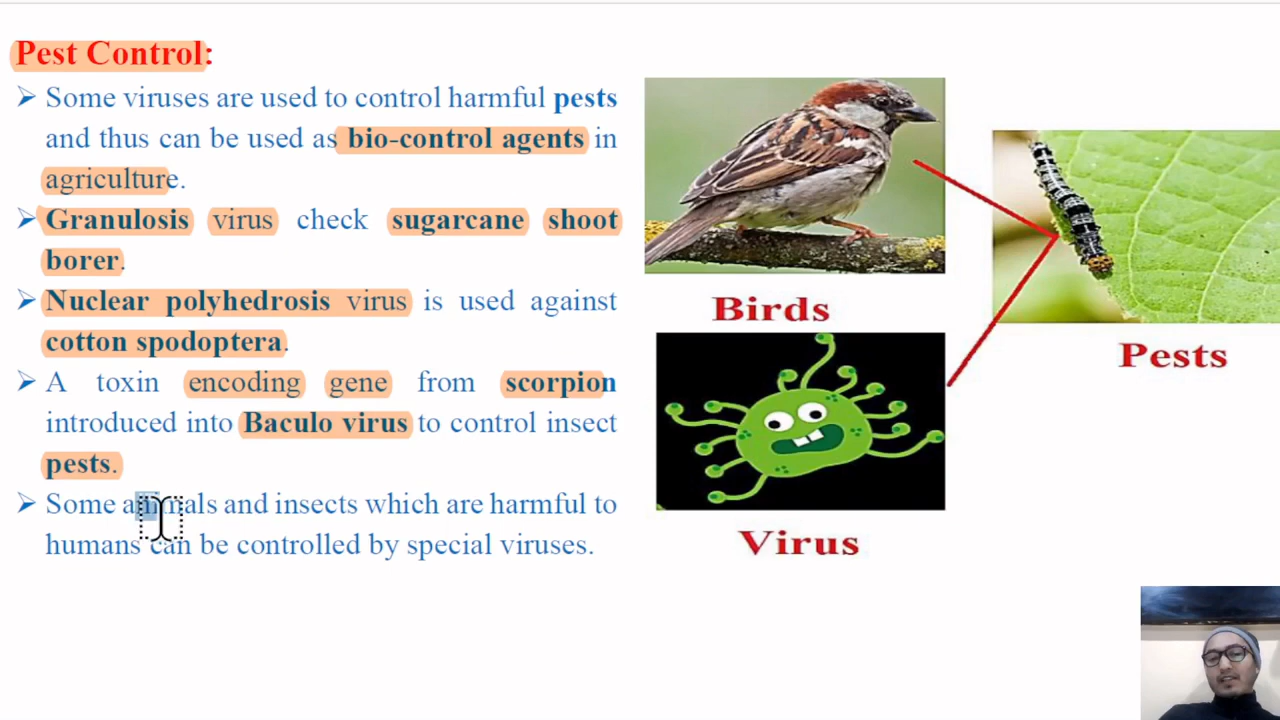 Pest Control:
Some viruses are used to control harmful pests
and thus can be used as bio-control agents in
agriculture.
Granulosis virus check sugarcane shoot
borer.
Nuclear polyhedrosis virus is used against
cotton spodoptera.
A toxin encoding gene from scorpion
introduced into Baculo virus to control insect
pests.
Some animals and insects which are harmful to
humans can be controlled by special viruses.
Birds
Pests
Virus